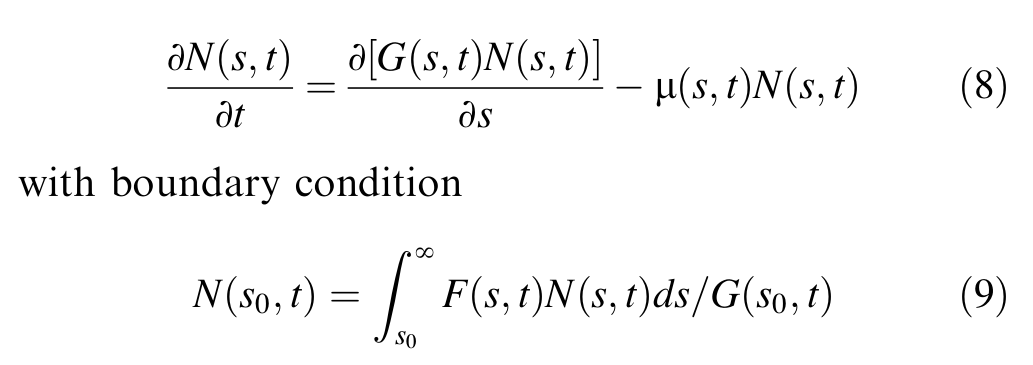 ∂N(s, t)/∂t = ∂[G(s, t)N(s, t)]/∂s − μ(s, t)N(s, t) (8)
with boundary condition
N(s₀, t) = ∫_{s₀}^{∞} F(s, t)N(s, t)ds/G(s₀, t) (9)